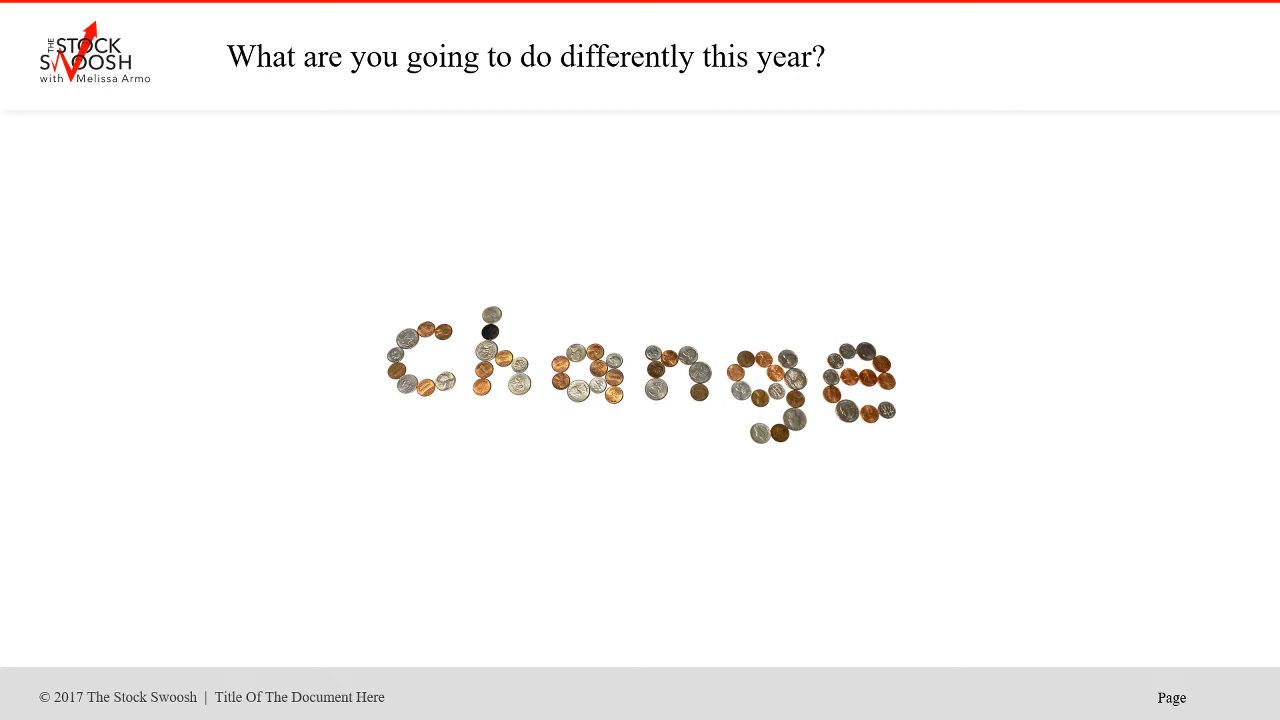 THE STOCK
SWOOSH
with Melissa Armo
What are you going to do differently this year?
change
© 2017 The Stock Swoosh | Title Of The Document Here
Page